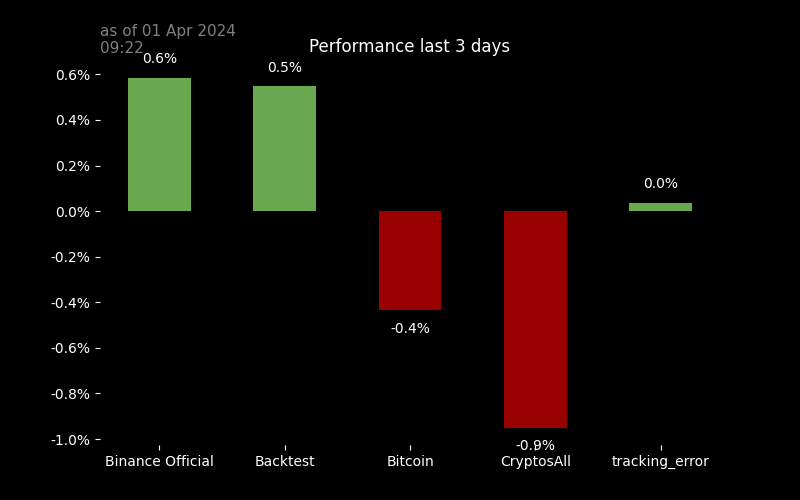 as of 01 Apr 2024
09:22
Performance last 3 days
0.6%
0.5%
0.0%
-0.4%
-0.9%
0.6%
0.4%
0.2%
0.0%
-0.2%
-0.4%
-0.6%
-0.8%
-1.0%
Binance Official
Backtest
Bitcoin
CryptosAll
tracking_error